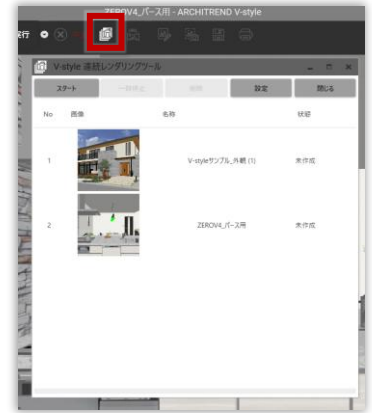 ZEROV4_パース用 - ARCHITREND V-style
実行
V-style 連続レンダリングツール
スタート 一時停止 設定 閉じる
No 画像 名称 状態
1 V-styleサンプル_外観 (1) 未作成
2 ZEROV4_パース用 未作成